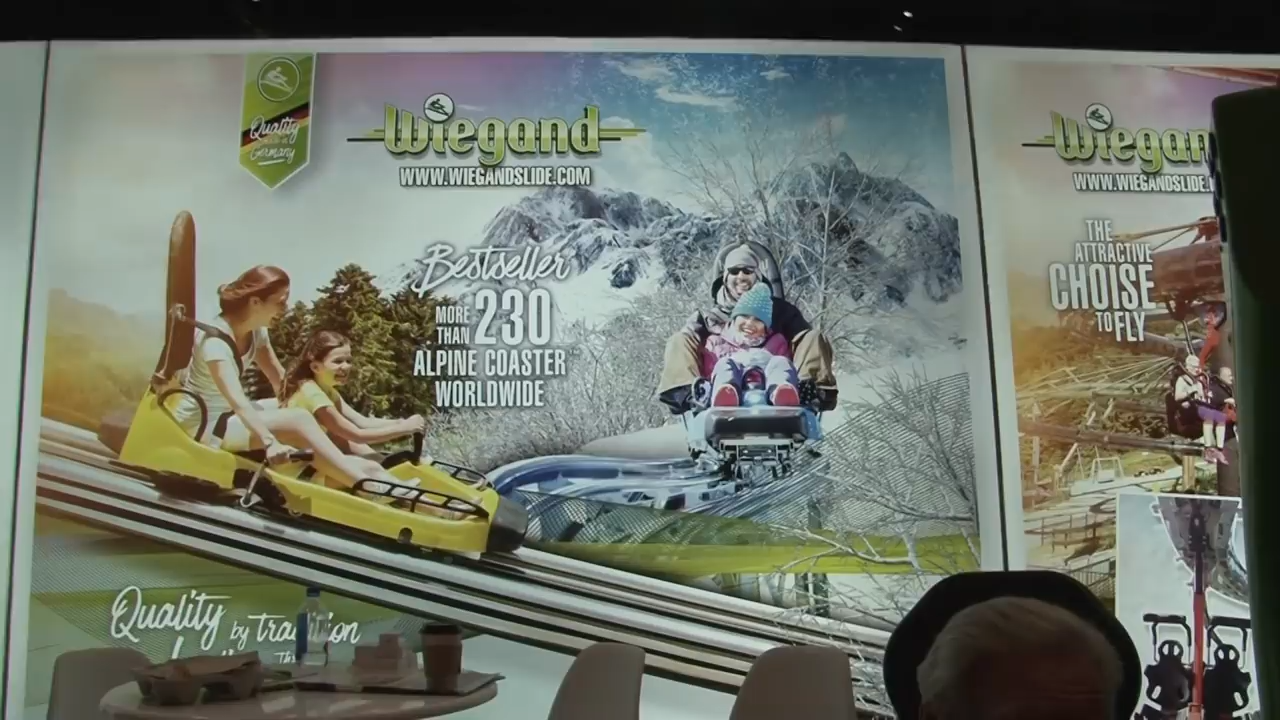 Quality
Germany
Wiegand
WWW.WIEGANDSLIDE.COM
Bestseller
MORE
THAN 230
ALPINE COASTER
WORLDWIDE
Quality by tradition
Wiegan
WWW.WIEGANDSLIDE.
THE
ATTRACTIVE
CHOISE
TO FLY